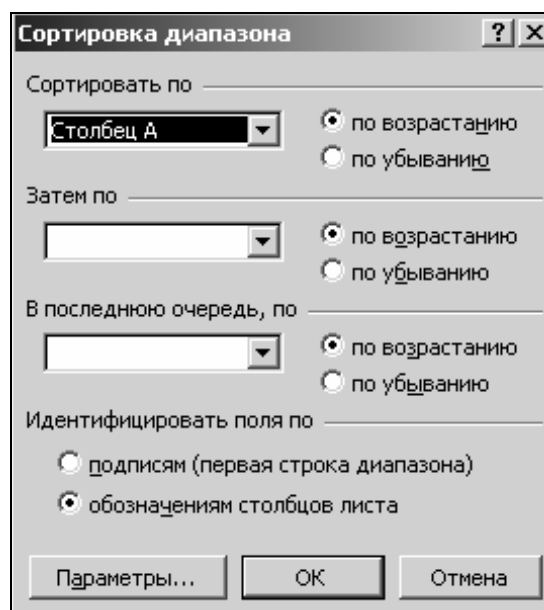 Сортировка диапазона
Сортировать по
Столбец А
по возрастанию
по убыванию
Затем по
по возрастанию
по убыванию
В последнюю очередь, по
по возрастанию
по убыванию
Идентифицировать поля по
подписям (первая строка диапазона)
обозначениям столбцов листа
Параметры... ОК Отмена